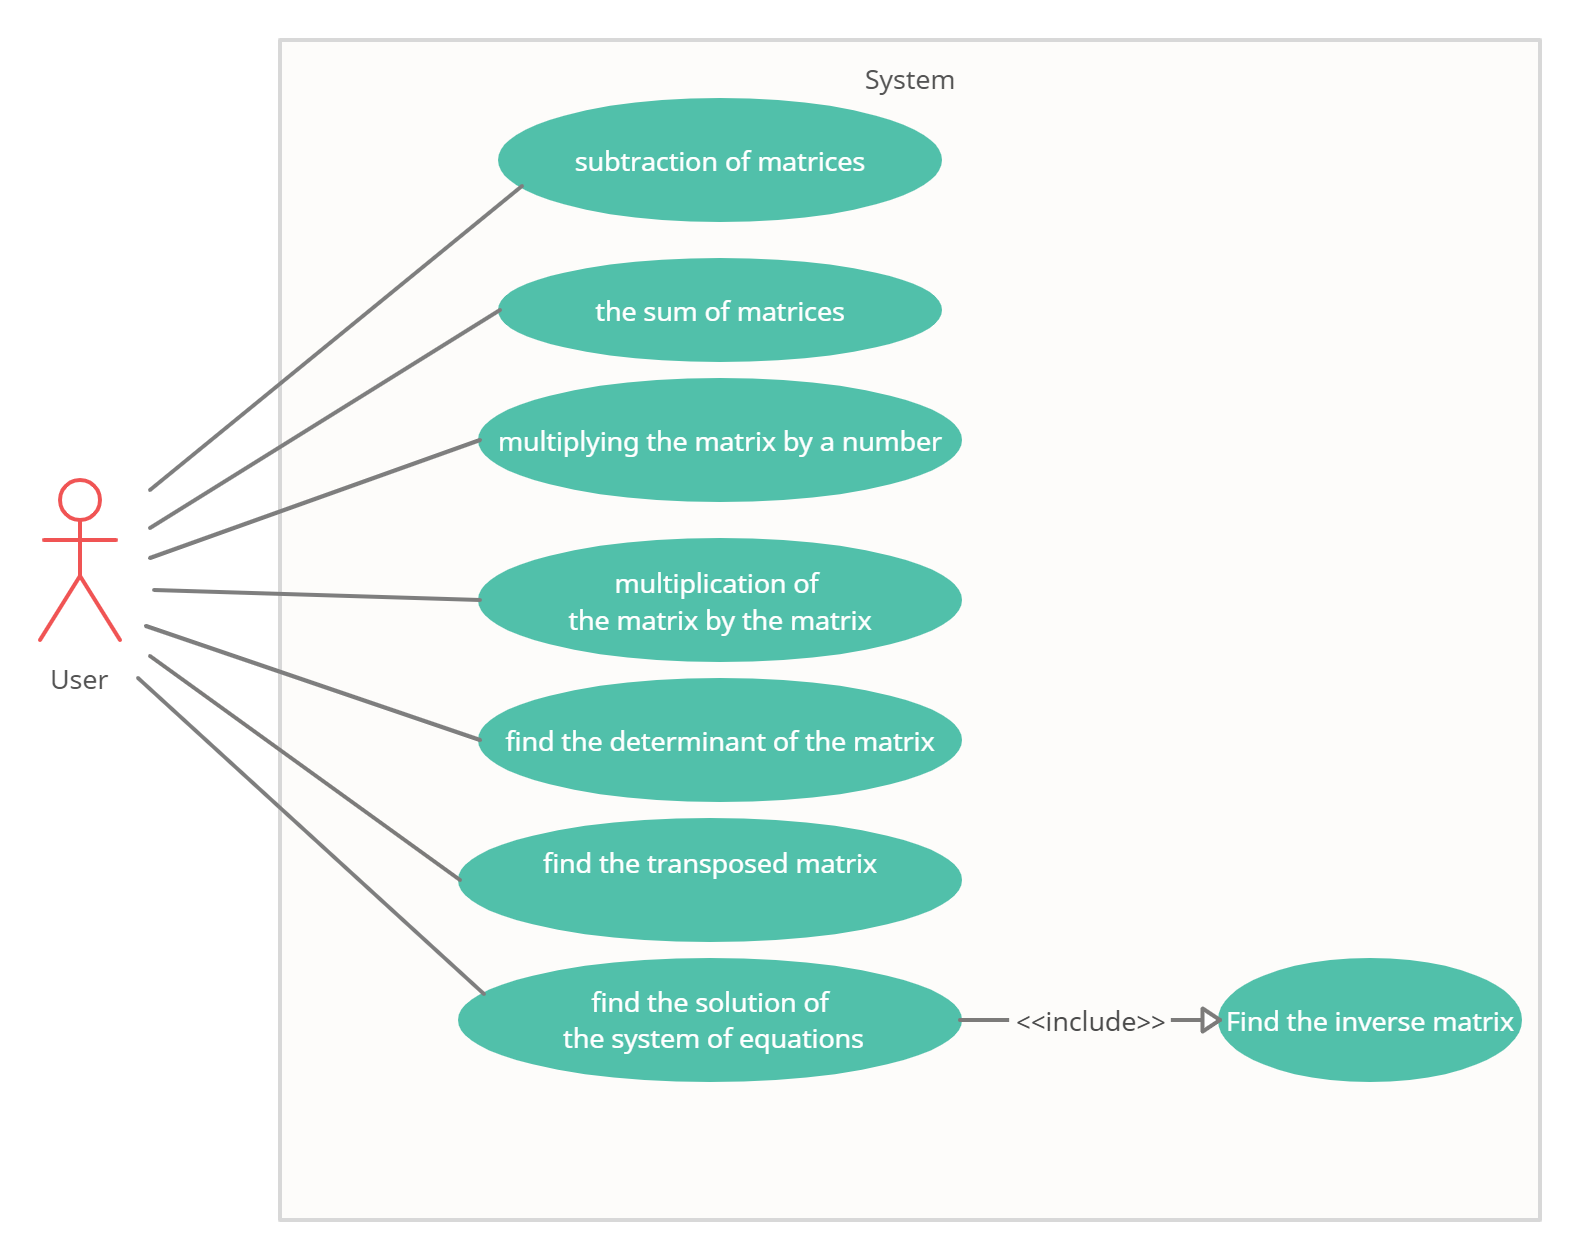 System
subtraction of matrices
the sum of matrices
multiplying the matrix by a number
multiplication of
the matrix by the matrix
User
find the determinant of the matrix
find the transposed matrix
find the solution of
the system of equations
<<include>>
Find the inverse matrix